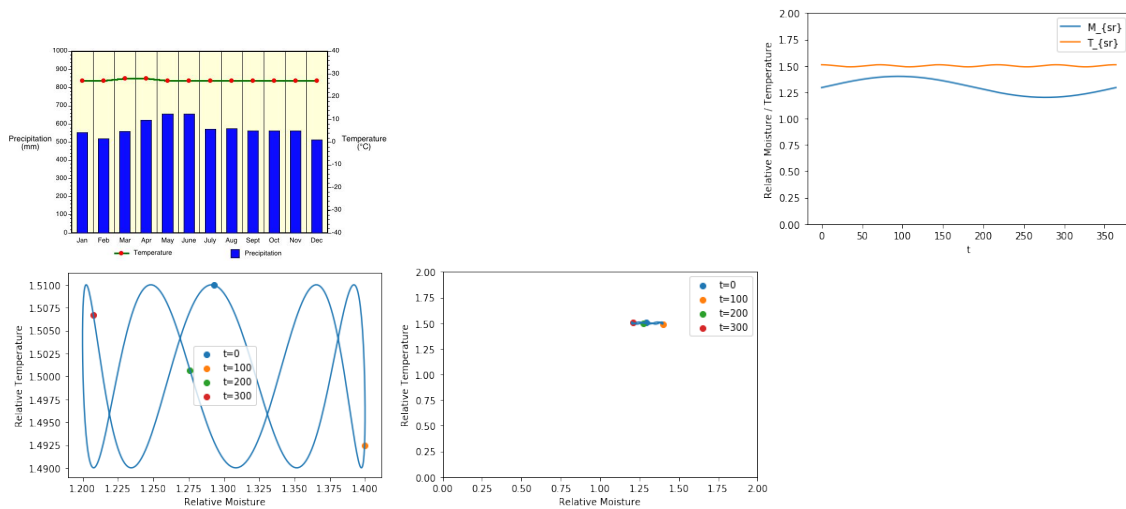 1000
900
800
700
600
500
400
300
200
100
0
Precipitation
(mm)
40
30
20
10
0
-10
-20
-30
-40
Temperature
(°C)
Jan Feb Mar Apr May June July Aug Sept Oct Nov Dec
Temperature Precipitation
2.00
1.75
1.50
1.25
1.00
0.75
0.50
0.25
0.00
Relative Moisture / Temperature
M_{sr}
T_{sr}
0 50 100 150 200 250 300 350
t
1.5100
1.5075
1.5050
1.5025
1.5000
1.4975
1.4950
1.4925
1.4900
Relative Temperature
t=0
t=100
t=200
t=300
1.200 1.225 1.250 1.275 1.300 1.325 1.350 1.375 1.400
Relative Moisture
2.00
1.75
1.50
1.25
1.00
0.75
0.50
0.25
0.00
Relative Temperature
t=0
t=100
t=200
t=300
0.00 0.25 0.50 0.75 1.00 1.25 1.50 1.75 2.00
Relative Moisture